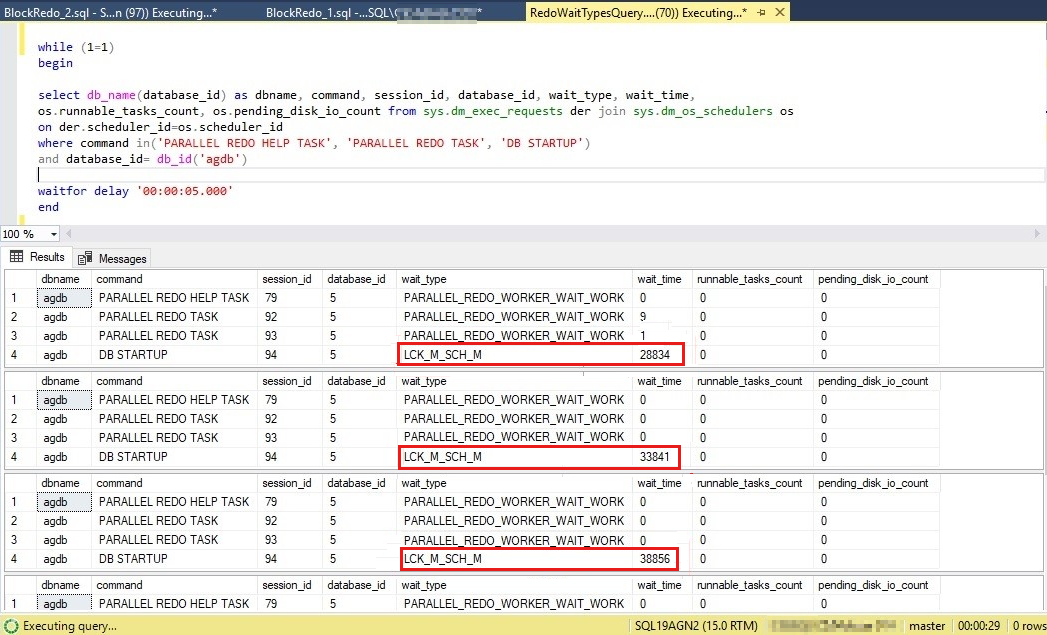 BlockRedo_2.sql - S...n (97)) Executing...*
BlockRedo_1.sql -...SQL\
RedoWaitTypesQuery....(70)) Executing...*
while (1=1)
begin
select db_name(database_id) as dbname, command, session_id, database_id, wait_type, wait_time,
os.runnable_tasks_count, os.pending_disk_io_count from sys.dm_exec_requests der join sys.dm_os_schedulers os
on der.scheduler_id=os.scheduler_id
where command in('PARALLEL REDO HELP TASK', 'PARALLEL REDO TASK', 'DB STARTUP')
and database_id= db_id('agdb')
waitfor delay '00:00:05.000'
end
100 %
Results Messages
dbname command session_id database_id wait_type wait_time runnable_tasks_count pending_disk_io_count
1 agdb PARALLEL REDO HELP TASK 79 5 PARALLEL_REDO_WORKER_WAIT_WORK 0 0 0
2 agdb PARALLEL REDO TASK 92 5 PARALLEL_REDO_WORKER_WAIT_WORK 9 0 0
3 agdb PARALLEL REDO TASK 93 5 PARALLEL_REDO_WORKER_WAIT_WORK 1 0 0
4 agdb DB STARTUP 94 5 LCK_M_SCH_M 28834 0 0
dbname command session_id database_id wait_type wait_time runnable_tasks_count pending_disk_io_count
1 agdb PARALLEL REDO HELP TASK 79 5 PARALLEL_REDO_WORKER_WAIT_WORK 0 0 0
2 agdb PARALLEL REDO TASK 92 5 PARALLEL_REDO_WORKER_WAIT_WORK 0 0 0
3 agdb PARALLEL REDO TASK 93 5 PARALLEL_REDO_WORKER_WAIT_WORK 0 0 0
4 agdb DB STARTUP 94 5 LCK_M_SCH_M 33841 0 0
dbname command session_id database_id wait_type wait_time runnable_tasks_count pending_disk_io_count
1 agdb PARALLEL REDO HELP TASK 79 5 PARALLEL_REDO_WORKER_WAIT_WORK 0 0 0
2 agdb PARALLEL REDO TASK 92 5 PARALLEL_REDO_WORKER_WAIT_WORK 0 0 0
3 agdb PARALLEL REDO TASK 93 5 PARALLEL_REDO_WORKER_WAIT_WORK 0 0 0
4 agdb DB STARTUP 94 5 LCK_M_SCH_M 38856 0 0
dbname command session_id database_id wait_type wait_time runnable_tasks_count pending_disk_io_count
1 agdb PARALLEL REDO HELP TASK 79 5 PARALLEL_REDO_WORKER_WAIT_WORK 0 0 0
Executing query... SQL19AGN2 (15.0 RTM) master 00:00:29 0 rows